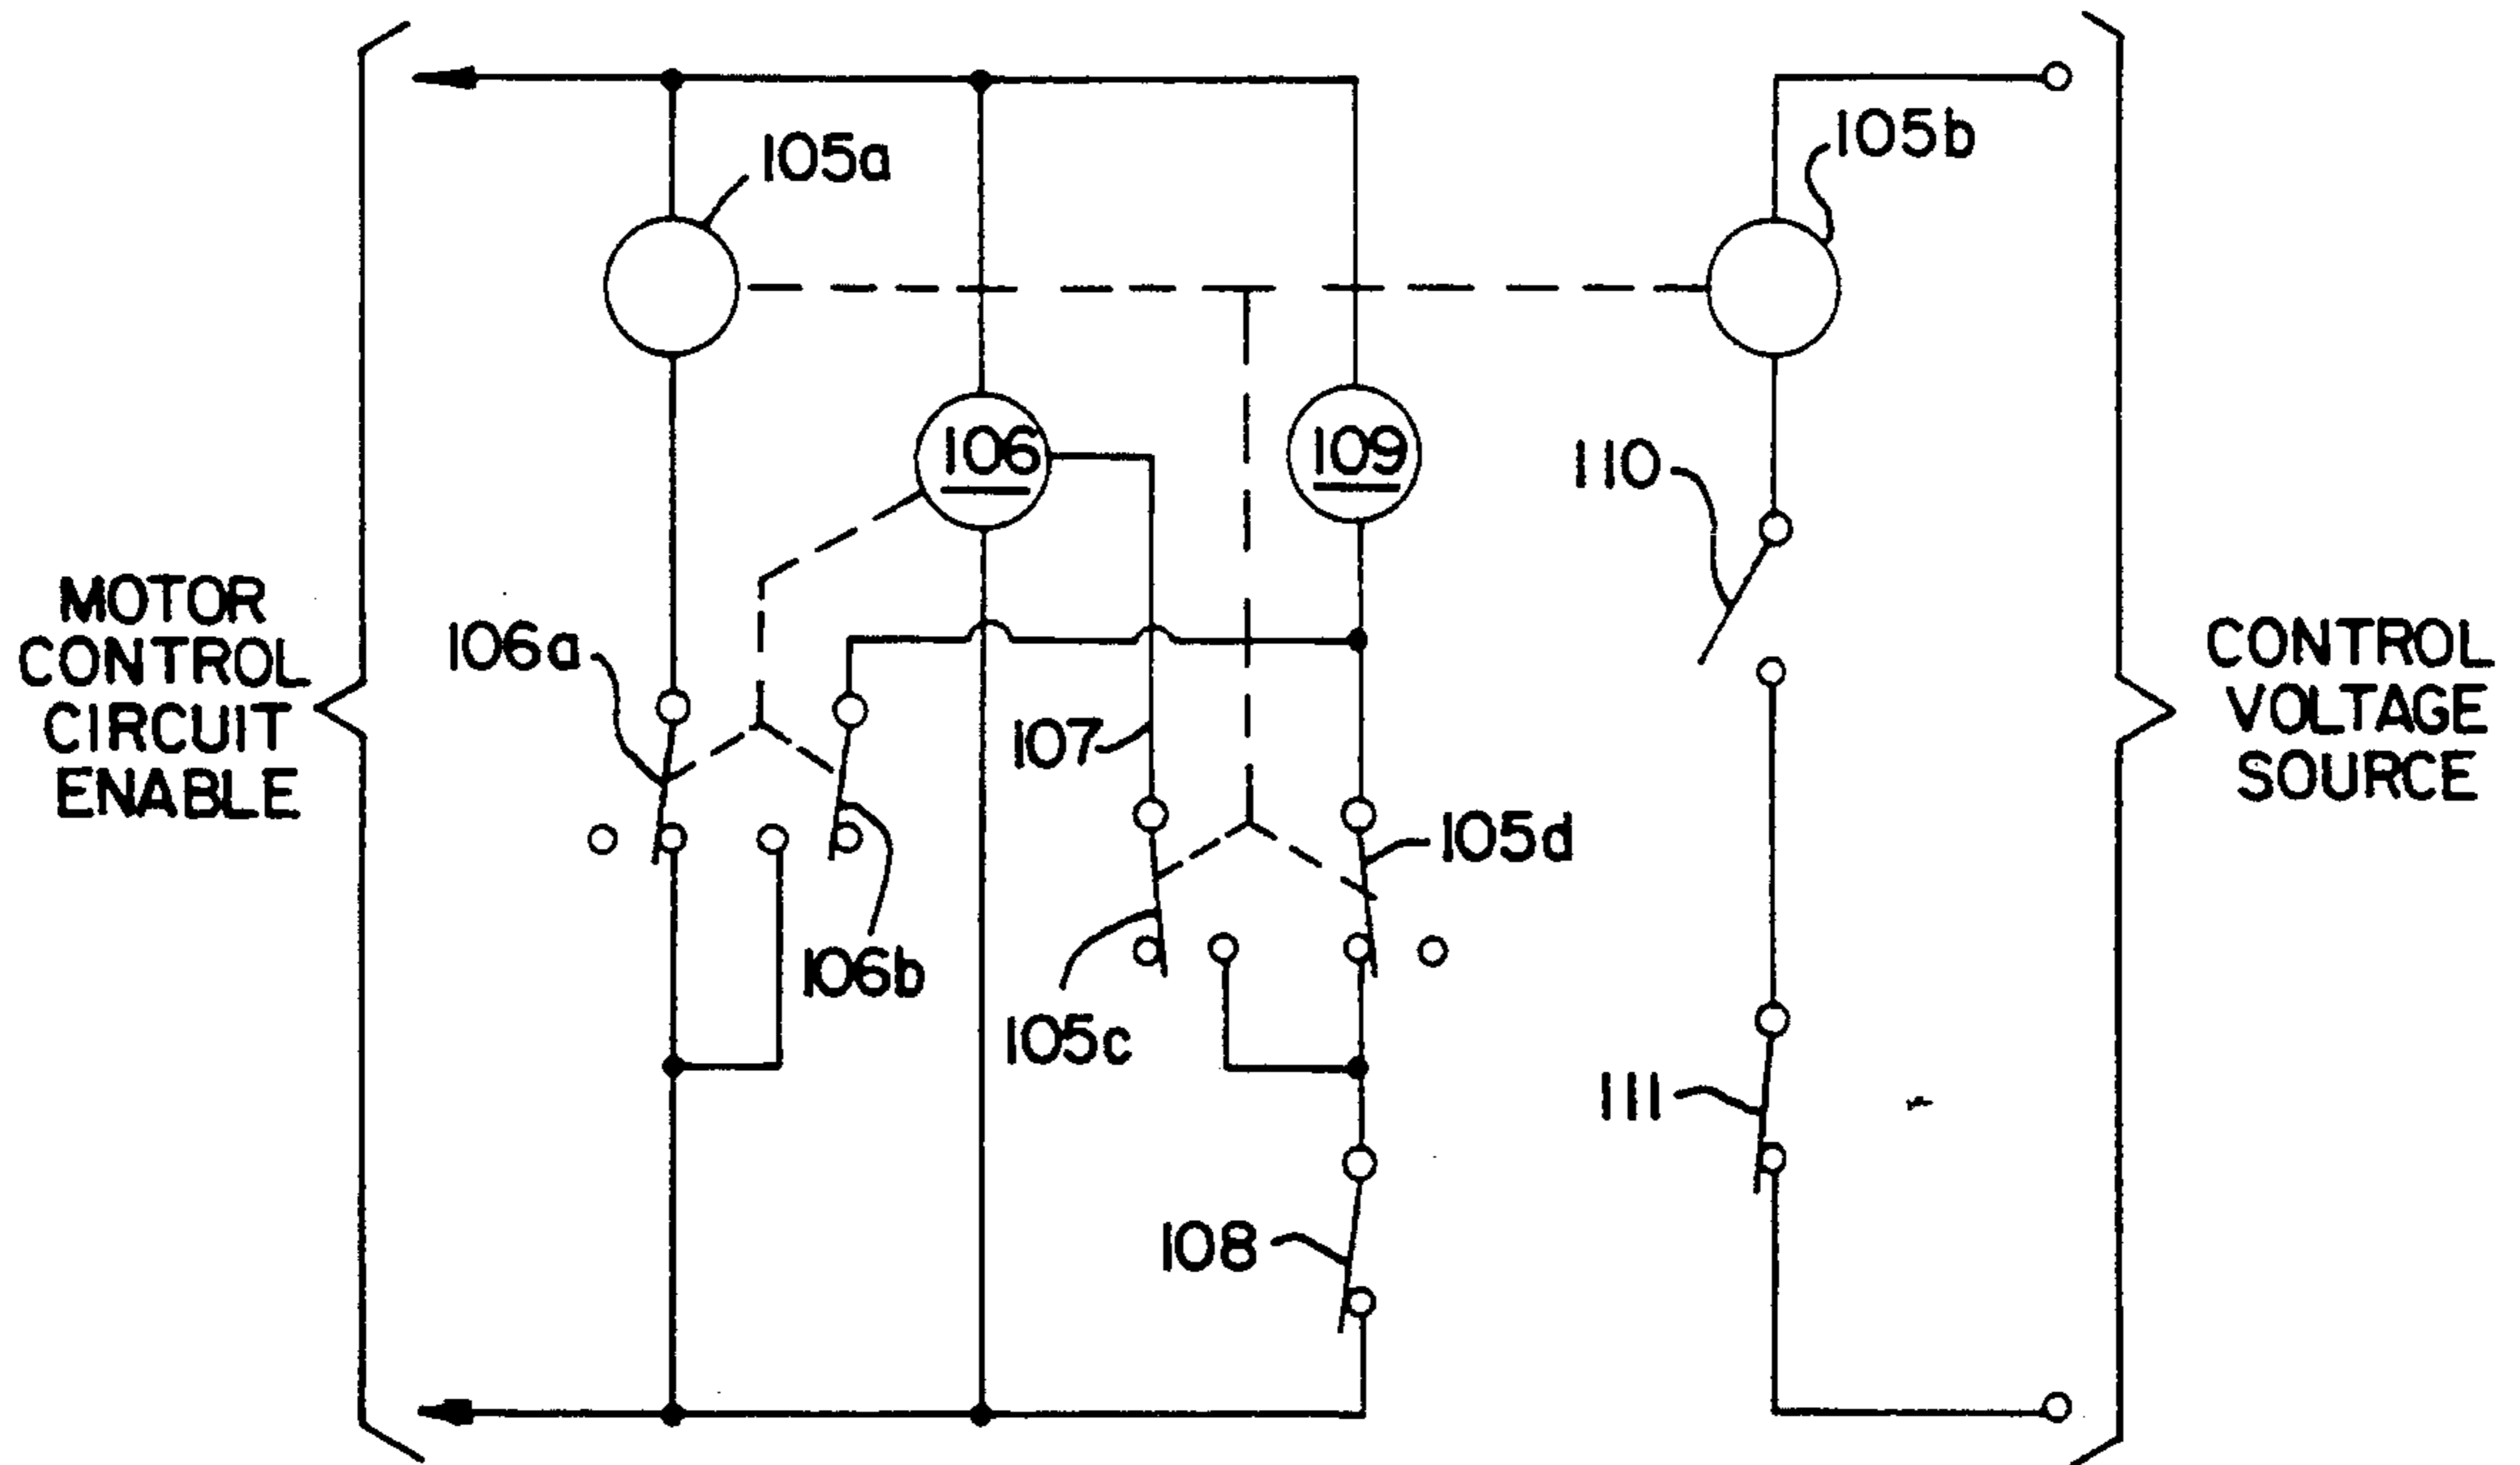 105a
105b
106
109
110
MOTOR
CONTROL
CIRCUIT
ENABLE
106a
107
CONTROL
VOLTAGE
SOURCE
105d
106b
105c
111
108